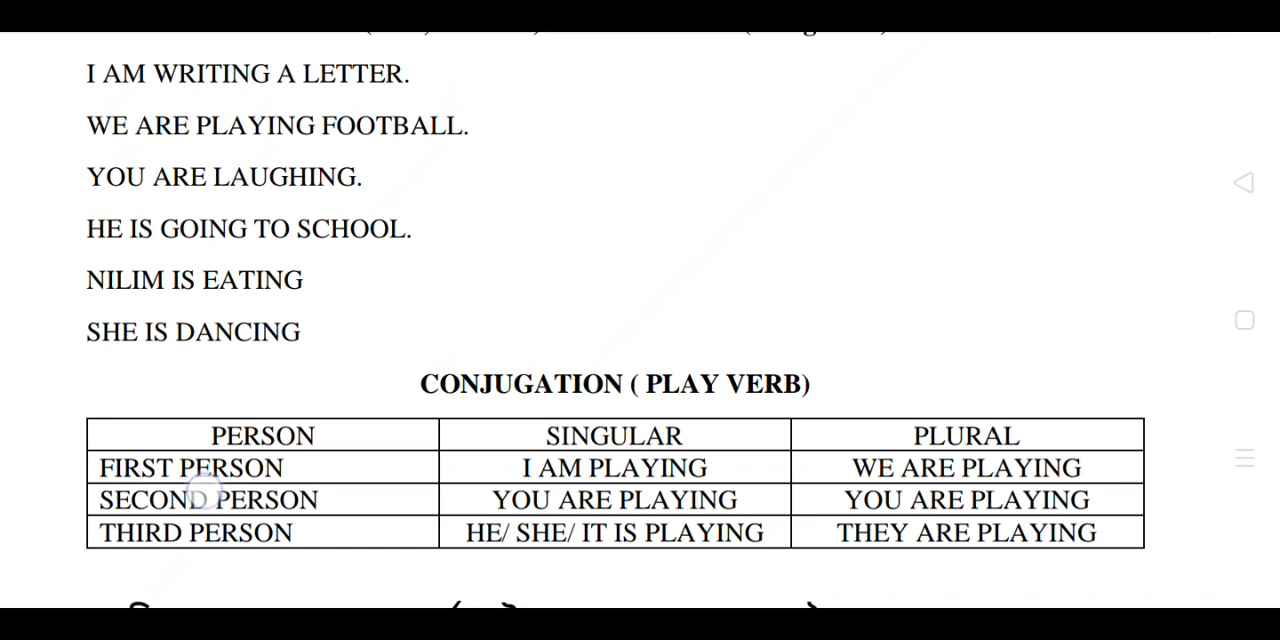 I AM WRITING A LETTER.
WE ARE PLAYING FOOTBALL.
YOU ARE LAUGHING.
HE IS GOING TO SCHOOL.
NILIM IS EATING
SHE IS DANCING
CONJUGATION ( PLAY VERB)
PERSON SINGULAR PLURAL
FIRST PERSON I AM PLAYING WE ARE PLAYING
SECOND PERSON YOU ARE PLAYING YOU ARE PLAYING
THIRD PERSON HE/ SHE/ IT IS PLAYING THEY ARE PLAYING